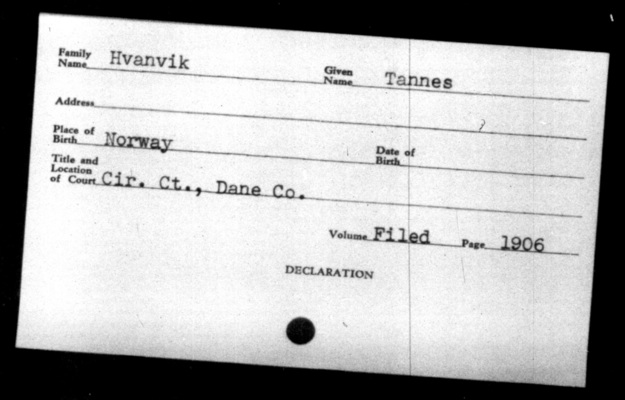 Family Name Hvanvik Given Name Tannes
Address
Place of Birth Norway Date of Birth
Title and Location of Court Cir. Ct., Dane Co.
Volume Filed Page 1906
DECLARATION